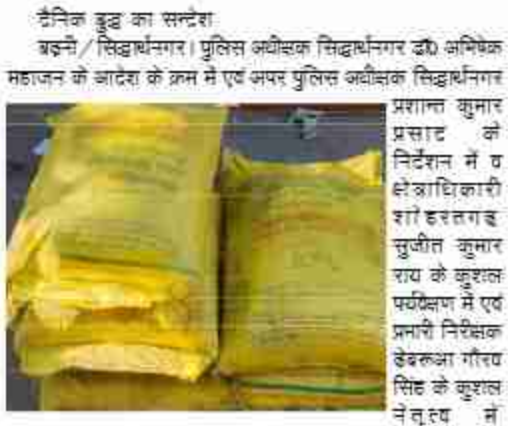 दैनिक बुद्ध का सन्देश
बढ़नी/सिद्धार्थनगर। पुलिस अधीक्षक सिद्धार्थनगर डॉ0 अभिषेक
महाजन के आदेश के क्रम में एवं अपर पुलिस अधीक्षक सिद्धार्थनगर
प्रशान्त कुमार
प्रसाद के
निर्देशन में व
क्षेत्राधिकारी
शोहरतगढ़
सुजीत कुमार
राय के कुशल
पर्यवेक्षण में एवं
प्रभारी निरीक्षक
ढेबरूआ गौरव
सिंह के कुशल
नेतृत्व में